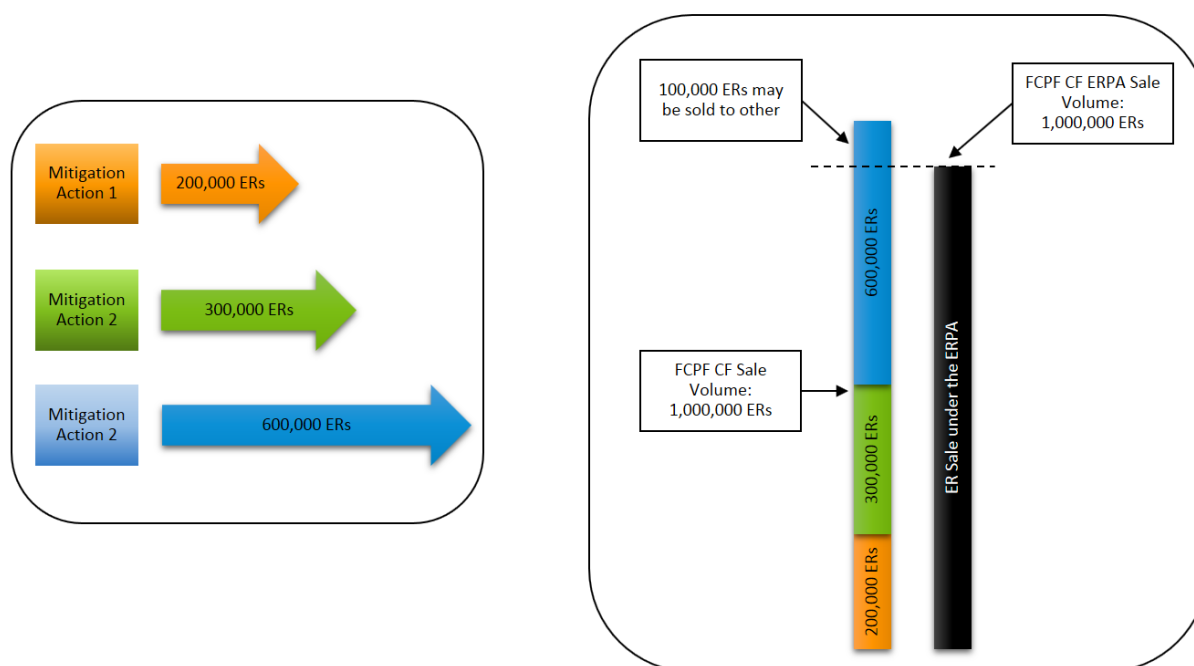 Mitigation
Action 1
200,000 ERs
Mitigation
Action 2
300,000 ERs
Mitigation
Action 2
600,000 ERs
100,000 ERs may
be sold to other
FCPF CF ERPA Sale
Volume:
1,000,000 ERs
FCPF CF Sale
Volume:
1,000,000 ERs
600,000 ERs
300,000 ERs
200,000 ERs
ER Sale under the ERPA